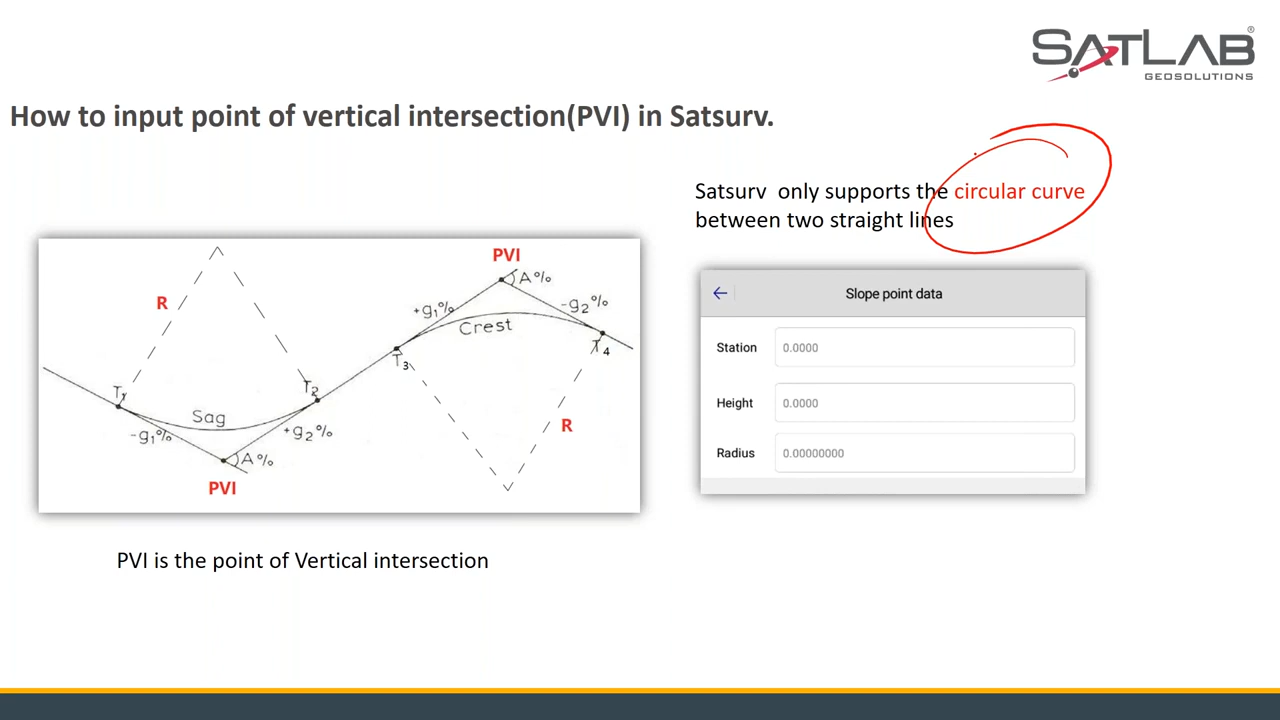 SATLAB®
GEOSOLUTIONS
How to input point of vertical intersection(PVI) in Satsurv.
Satsurv only supports the circular curve
between two straight lines
PVI
A%
R
+g1%
-g2%
Crest
T4
T3
T1
T2
Sag
R
-g1%
+g2%
A%
PVI
Slope point data
Station 0.0000
Height 0.0000
Radius 0.00000000
PVI is the point of Vertical intersection